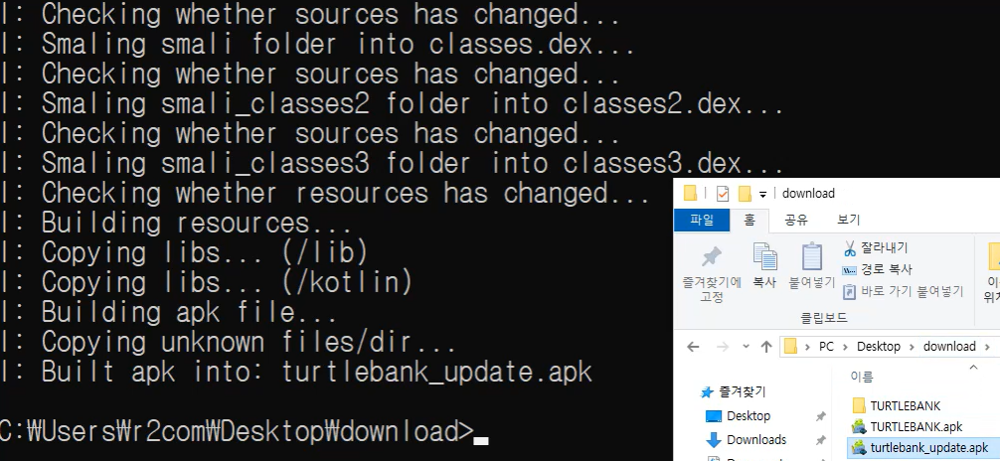 I: Checking whether sources has changed...
I: Smaling smali folder into classes.dex...
I: Checking whether sources has changed...
I: Smaling smali_classes2 folder into classes2.dex...
I: Checking whether sources has changed...
I: Smaling smali_classes3 folder into classes3.dex...
I: Checking whether resources has changed...
I: Building resources...
I: Copying libs... (/lib)
I: Copying libs... (/kotlin)
I: Building apk file...
I: Copying unknown files/dir...
I: Built apk into: turtlebank_update.apk
C:₩Users₩r2com₩Desktop₩download>
download
파일 홈 공유 보기
즐겨찾기에 고정
복사
붙여넣기
잘라내기
경로 복사
바로 가기 붙여넣기
클립보드
PC > Desktop > download >
이름
즐겨찾기
Desktop
Downloads
TURTLEBANK
TURTLEBANK.apk
turtlebank_update.apk